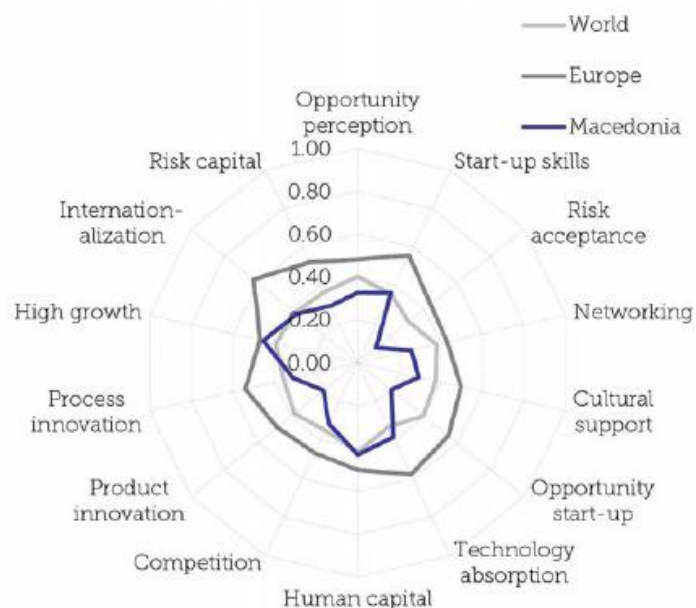 World
Europe
Macedonia
Opportunity
perception
1.00
0.80
0.60
0.40
0.20
0.00
Start-up skills
Risk
acceptance
Networking
Cultural
support
Opportunity
start-up
Technology
absorption
Human capital
Competition
Product
innovation
Process
innovation
High growth
Internation-
alization
Risk capital